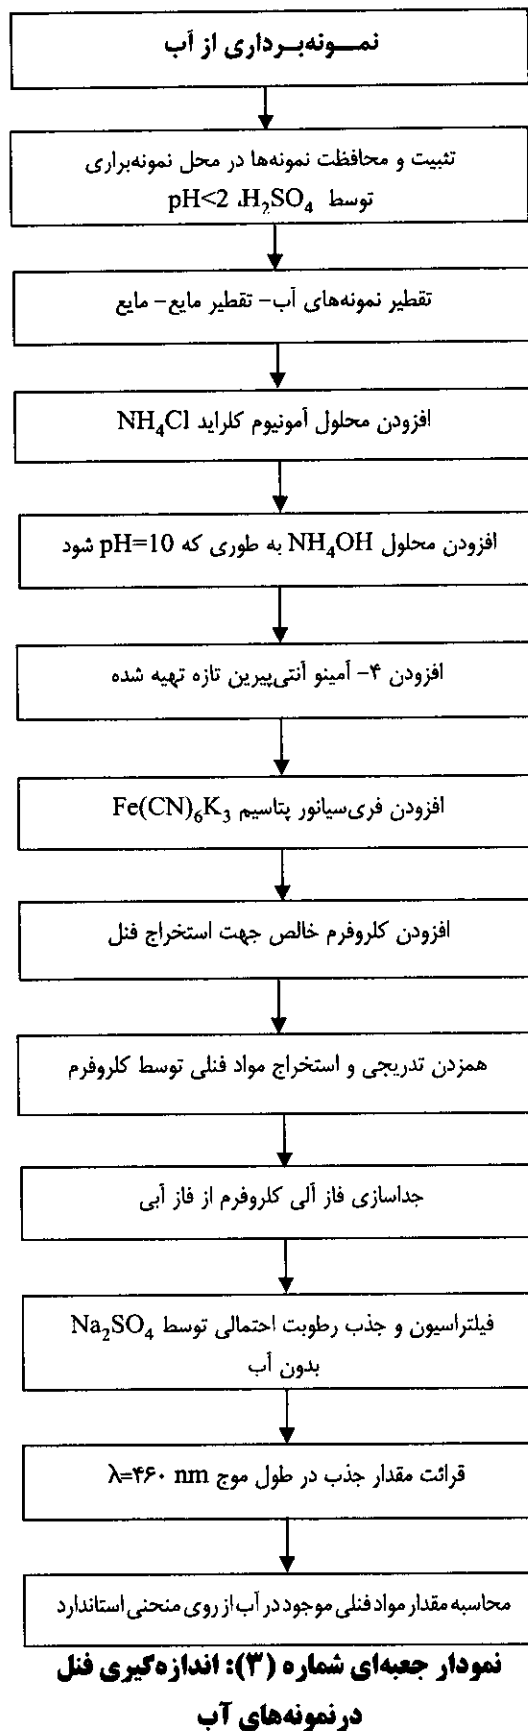 نمـــونه‌بـرداری از آب
تثبیت و محافظت نمونه‌ها در محل نمونه‌براری
توسط H₂SO₄، pH<2
تقطیر نمونه‌های آب- تقطیر مایع- مایع
افزودن محلول آمونیوم کلراید NH₄Cl
افزودن محلول NH₄OH به طوری که pH=10 شود
افزودن ۴- آمینو آنتی‌پیرین تازه تهیه شده
افزودن فری‌سیانور پتاسیم Fe(CN)₆K₃
افزودن کلروفرم خالص جهت استخراج فنل
همزدن تدریجی و استخراج مواد فنلی توسط کلروفرم
جداسازی فاز آلی کلروفرم از فاز آبی
فیلتراسیون و جذب رطوبت احتمالی توسط Na₂SO₄
بدون آب
قرائت مقدار جذب در طول موج λ=۴۶۰ nm
محاسبه مقدار مواد فنلی موجود در آب از روی منحنی استاندارد
نمودار جعبه‌ای شماره (۳): اندازه‌گیری فنل
درنمونه‌های آب